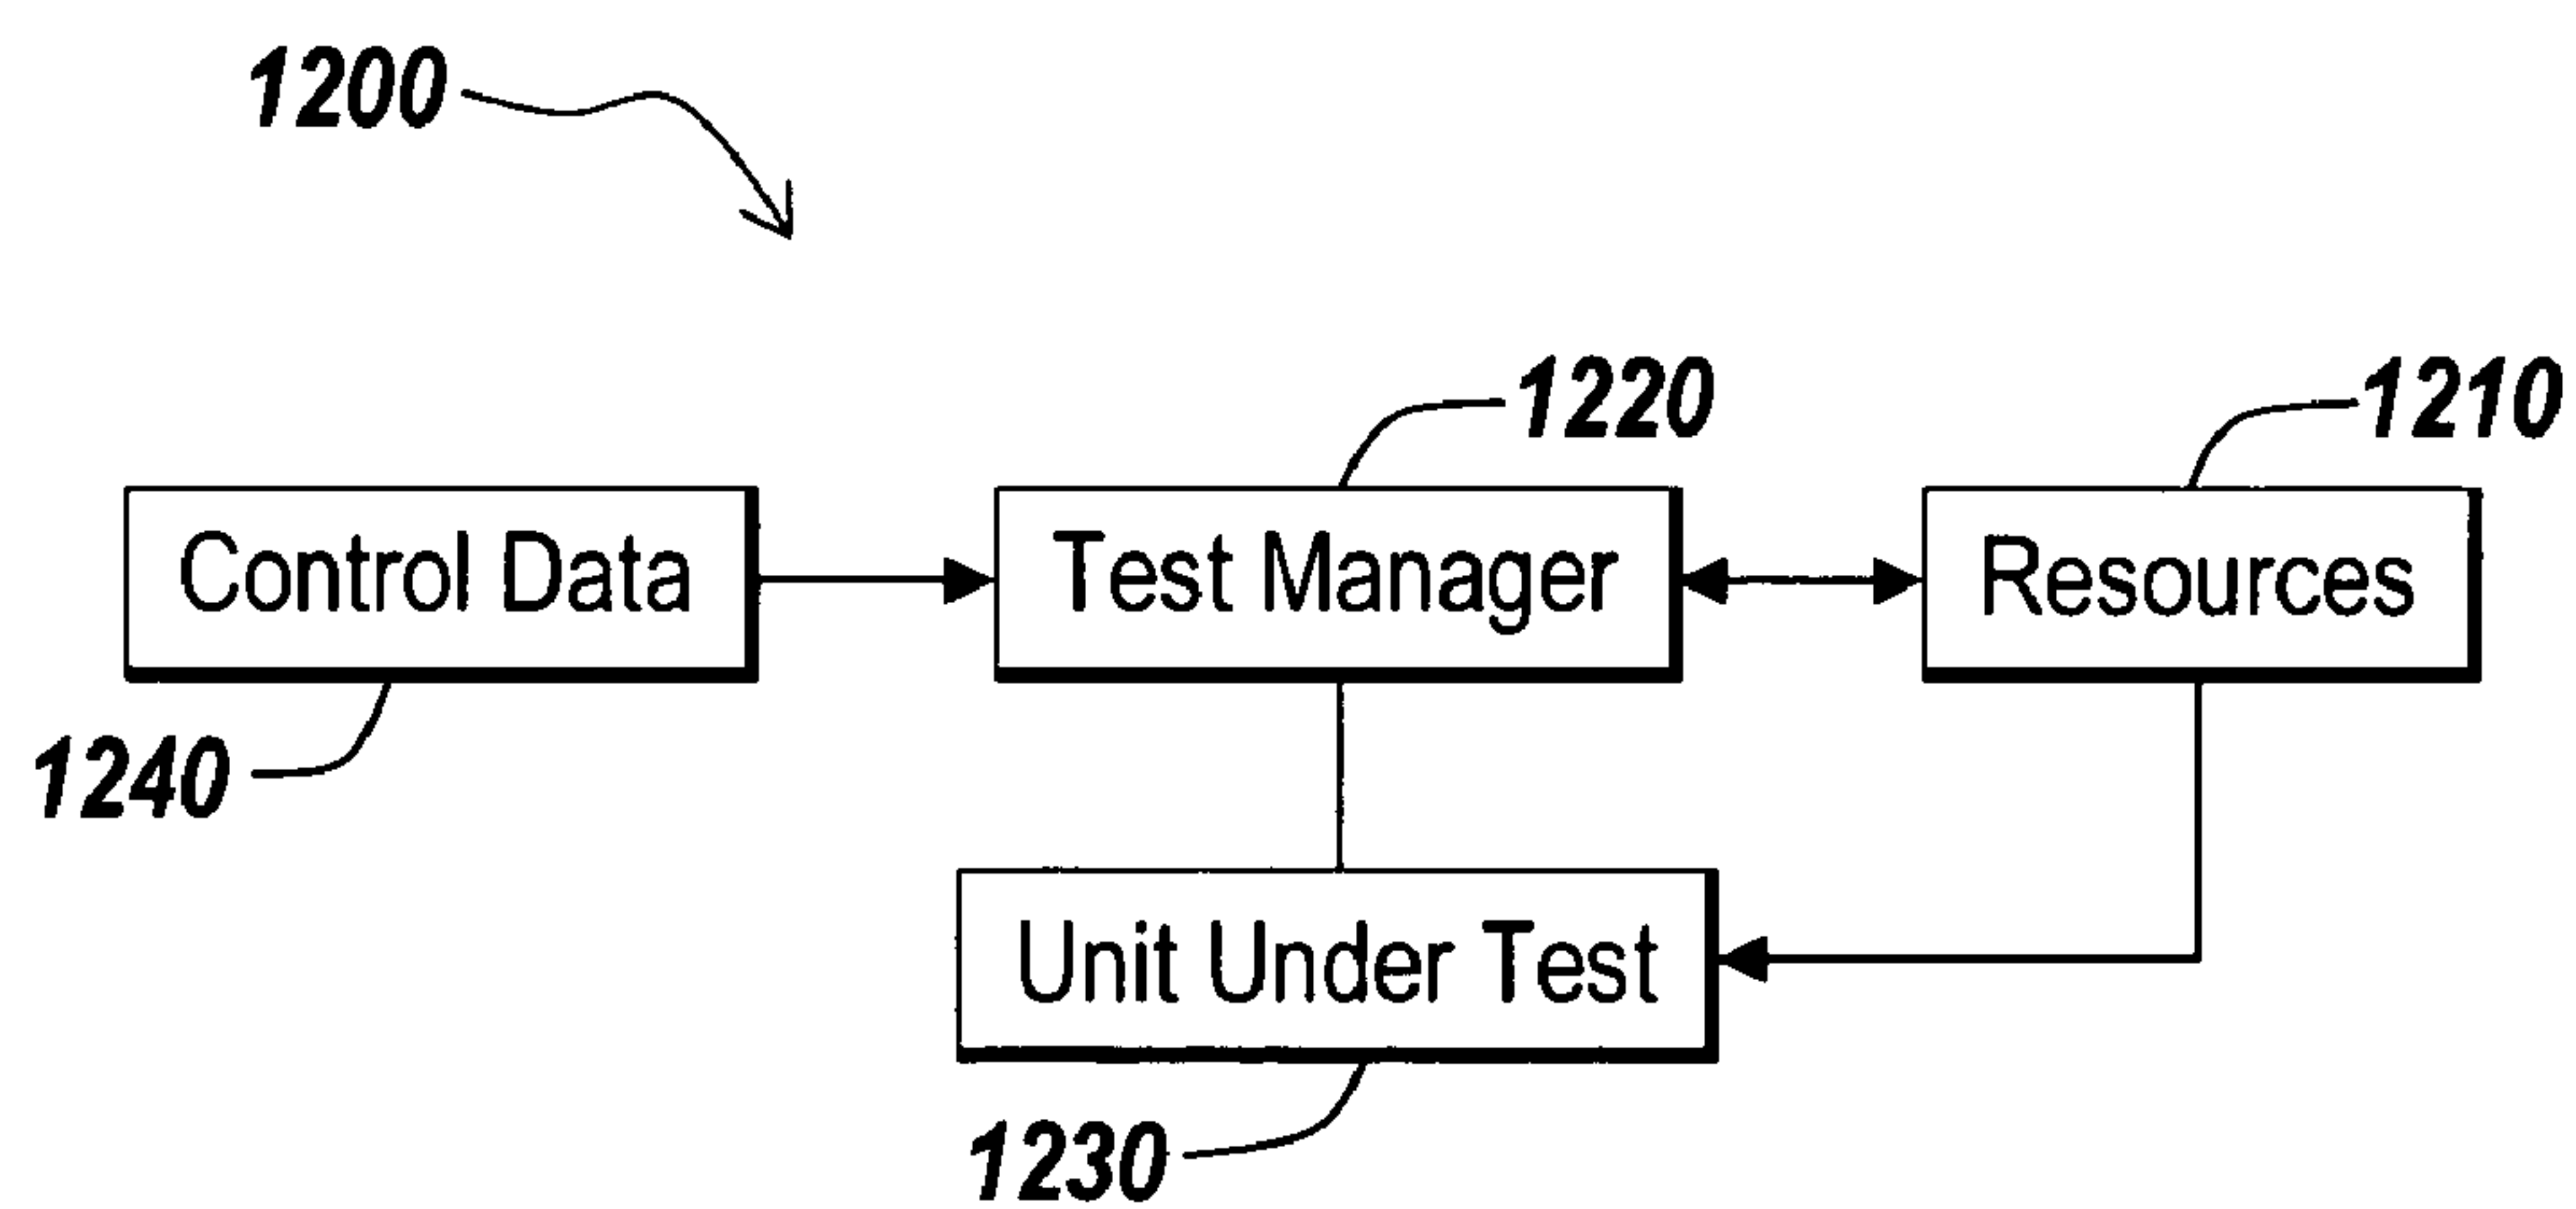 1200
1220
1210
Control Data
Test Manager
Resources
1240
Unit Under Test
1230